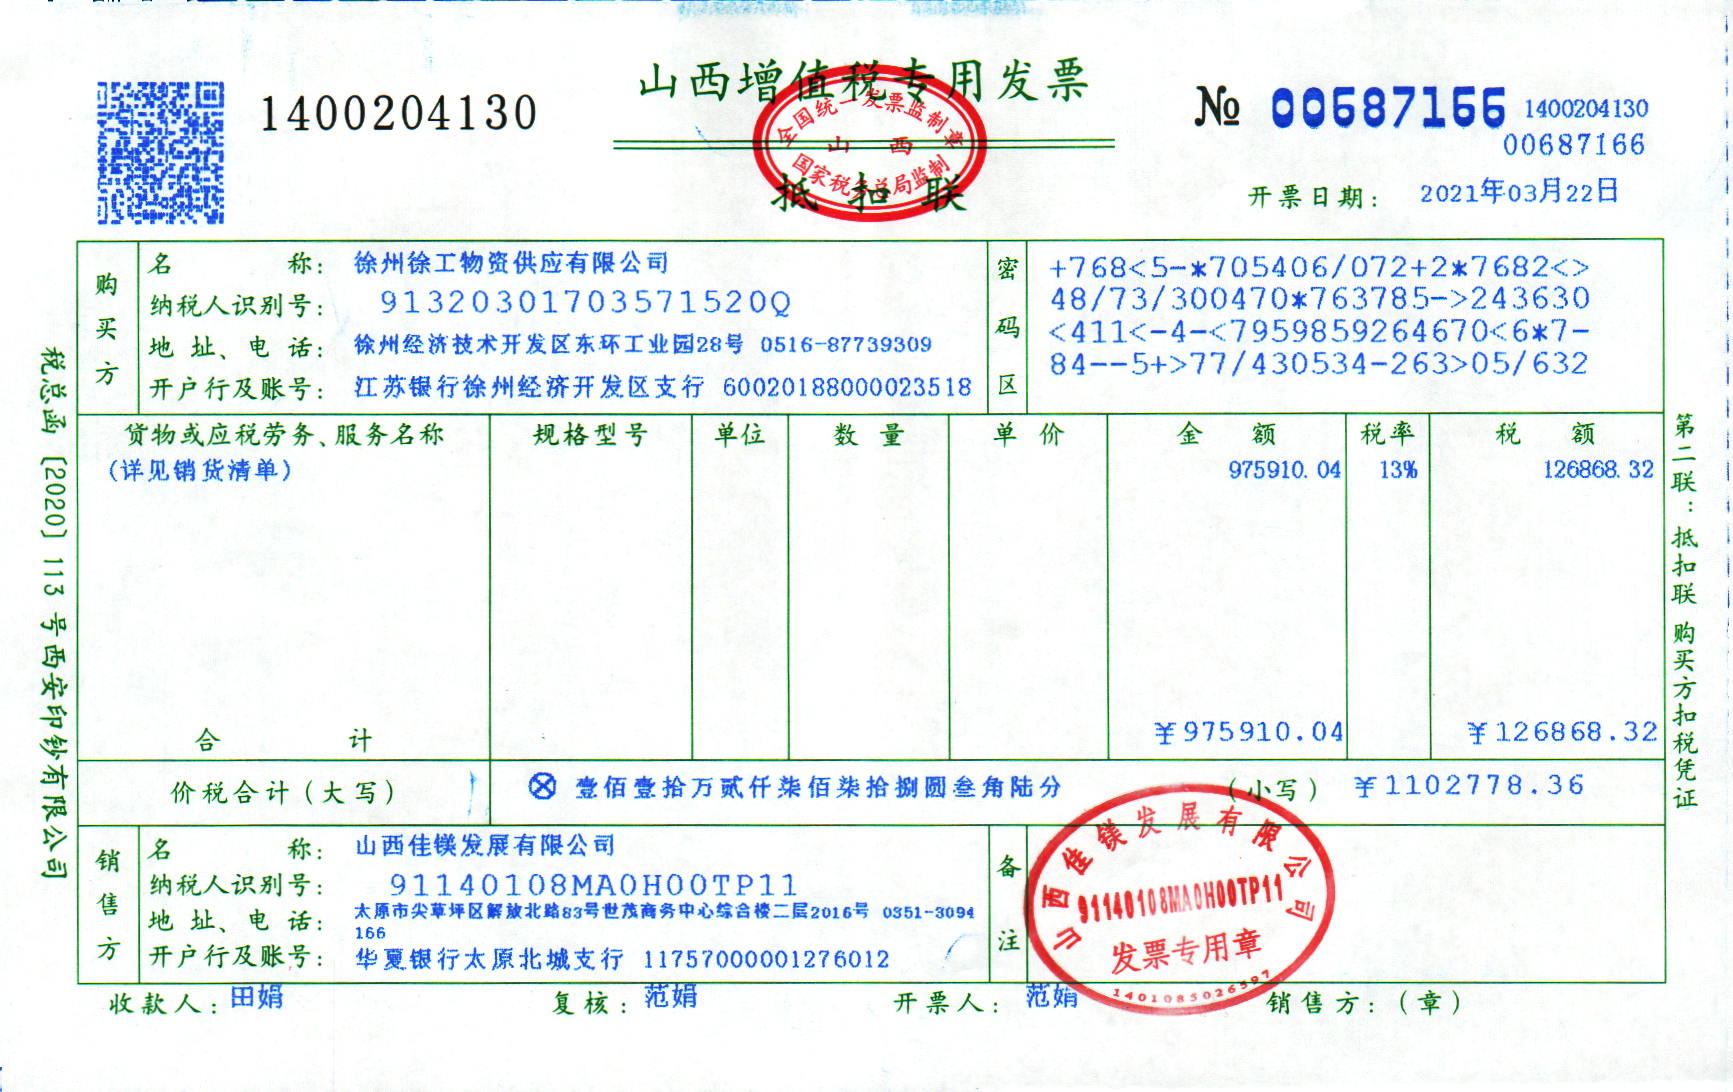 山西增值税专用发票
1400204130
№ 00687166 1400204130
00687166
全国统一发票监制章
山 西
国家税务总局监制
抵 扣 联
开票日期： 2021年03月22日
购买方
名 称： 徐州徐工物资供应有限公司
纳税人识别号： 91320301703571520Q
地 址、电 话： 徐州经济技术开发区东环工业园28号 0516-87739309
开户行及账号： 江苏银行徐州经济开发区支行 60020188000023518
密码区
+768<5-*705406/072+2*7682<>
48/73/300470*763785->243630
<411<-4-<7959859264670<6*7-
84--5+>77/430534-263>05/632
货物或应税劳务、服务名称 规格型号 单位 数 量 单 价 金 额 税率 税 额
(详见销货清单) 975910.04 13% 126868.32
合 计 ￥975910.04 ￥126868.32
价税合计（大写） ⊗ 壹佰壹拾万贰仟柒佰柒拾捌圆叁角陆分 （小写） ￥1102778.36
销售方
名 称： 山西佳镁发展有限公司
纳税人识别号： 91140108MA0H00TP11
地 址、电 话： 太原市尖草坪区解放北路83号世茂商务中心综合楼二层2016号 0351-3094
166
开户行及账号： 华夏银行太原北城支行 11757000001276012
备注
山西佳镁发展有限公司
91140108MA0H00TP11
发票专用章
收款人： 田娟 复核： 范娟 开票人： 范娟 销售方：（章）
税总函〔2020〕113号西安印钞有限公司
第二联：抵扣联 购买方扣税凭证